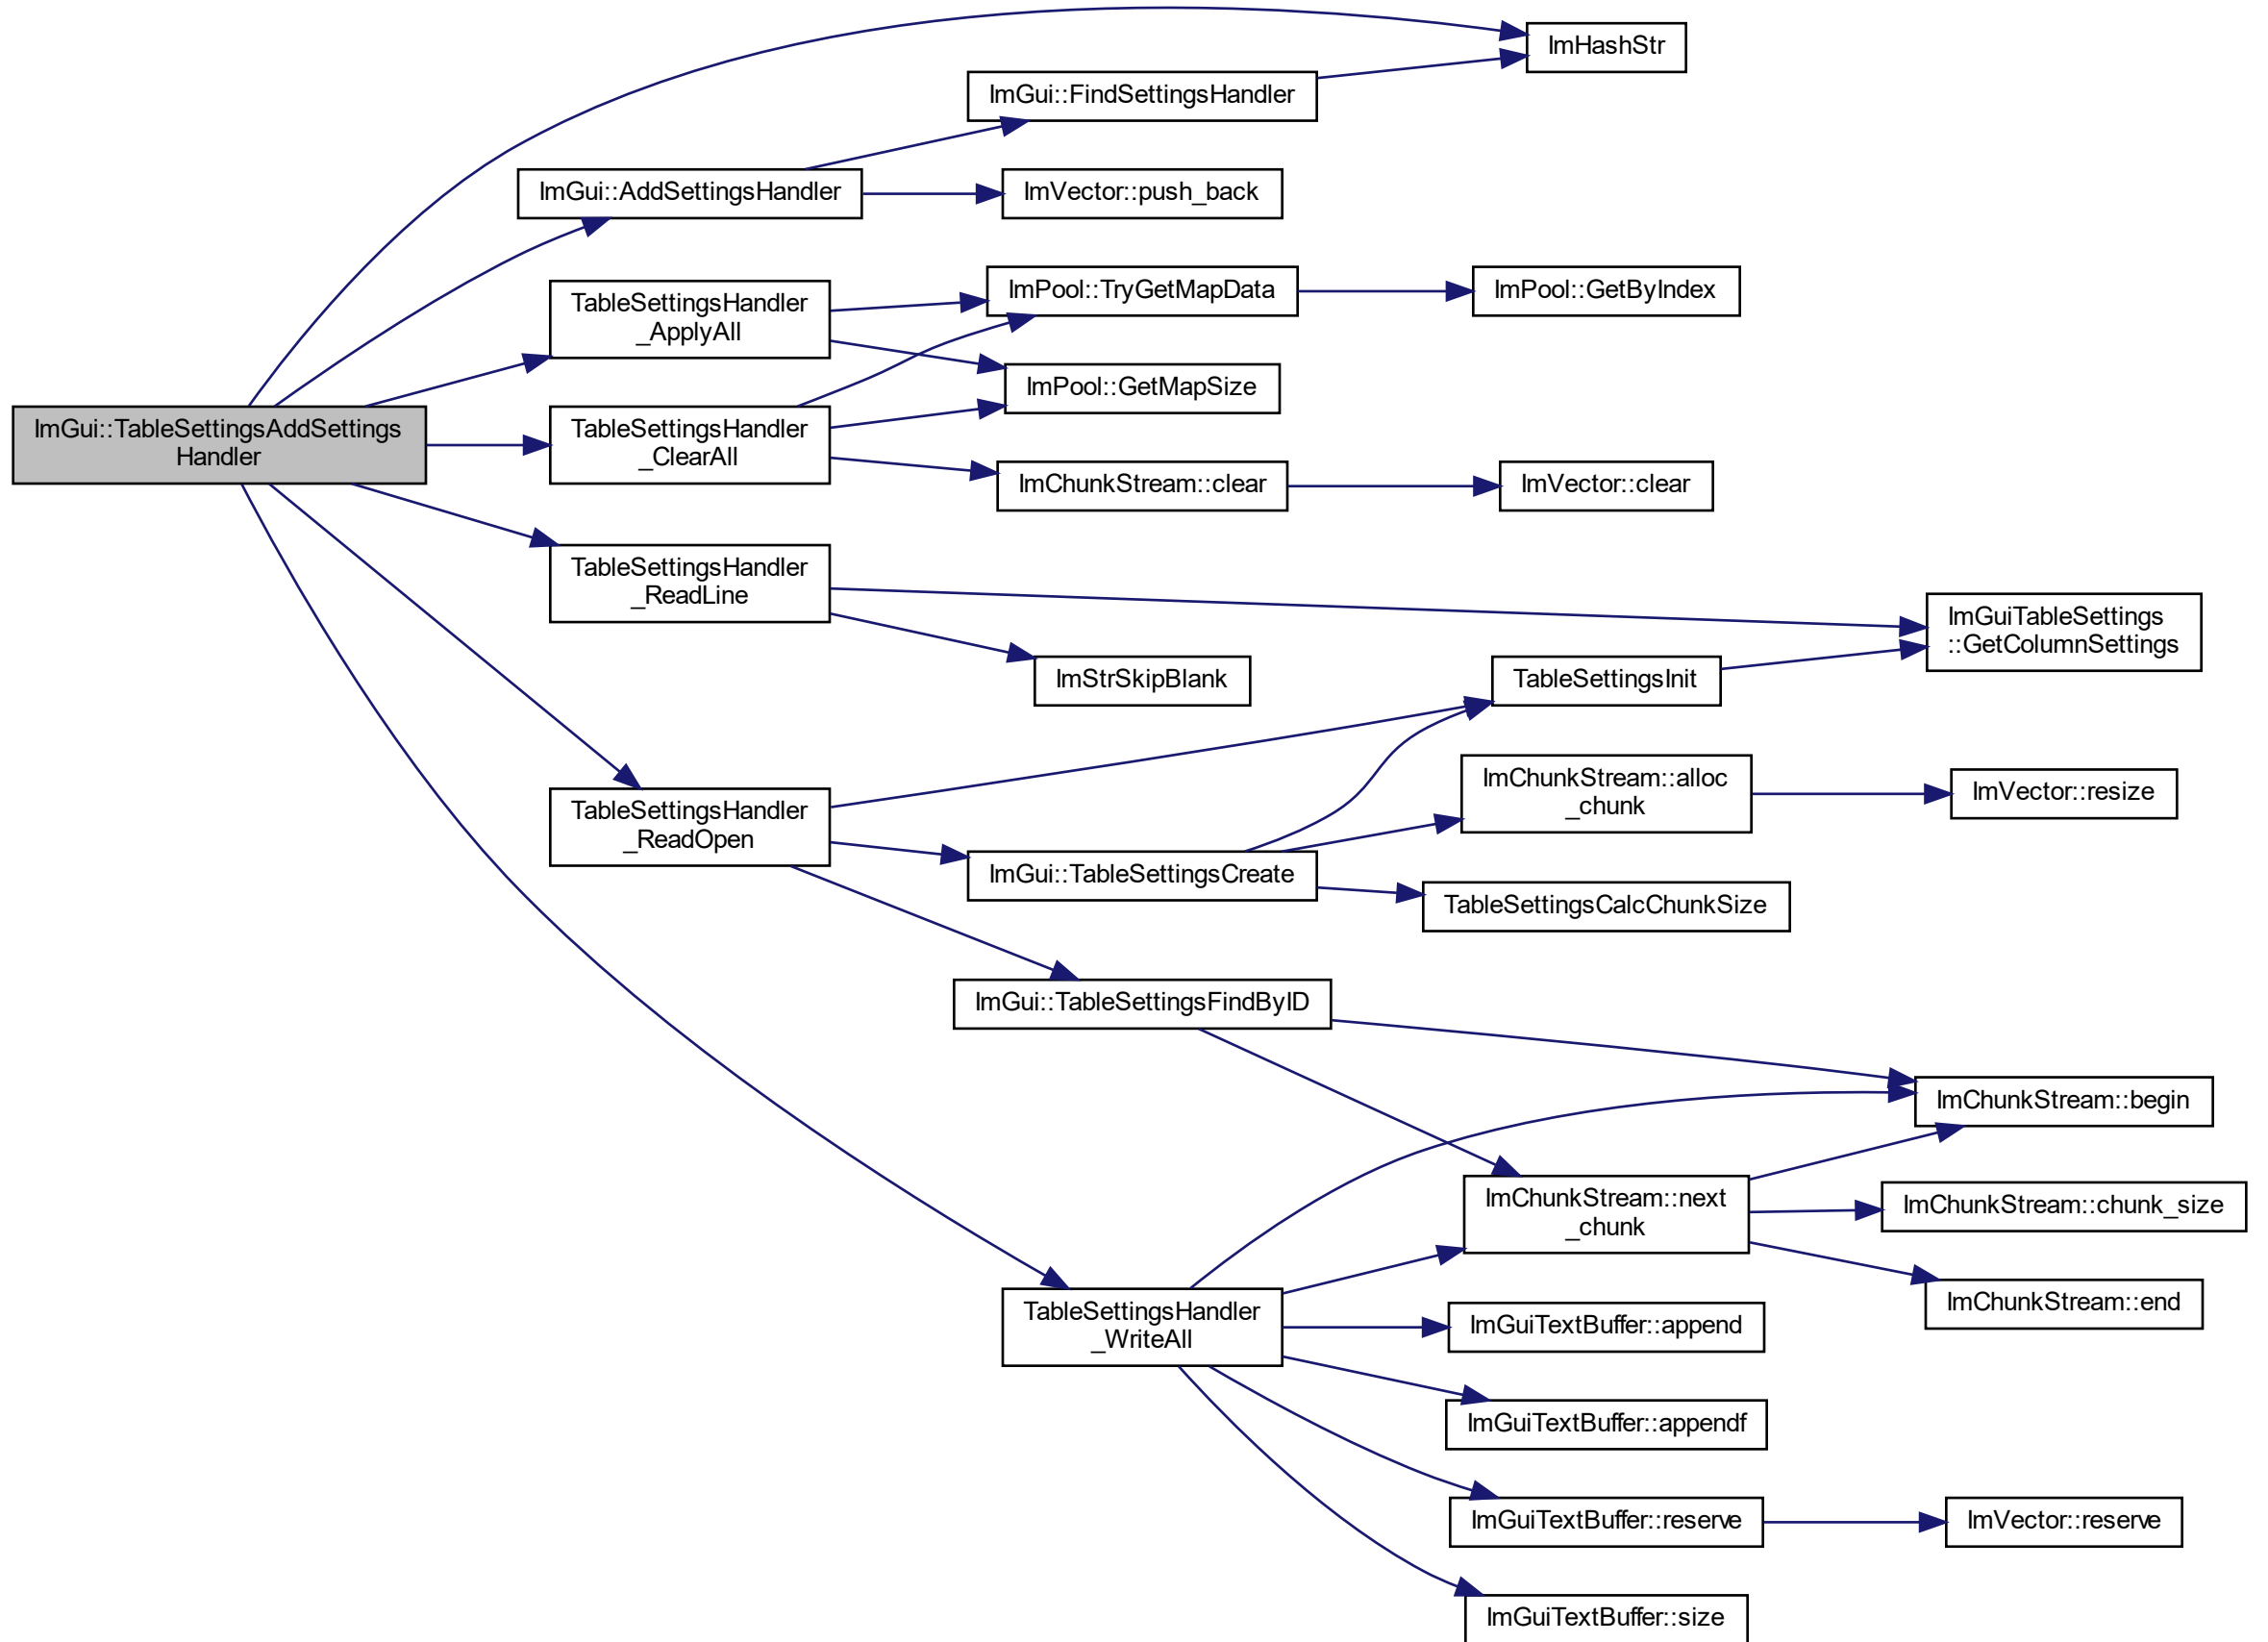 ImHashStr
ImGui::FindSettingsHandler
ImGui::AddSettingsHandler
ImVector::push_back
TableSettingsHandler
_ApplyAll
ImPool::TryGetMapData
ImPool::GetByIndex
ImPool::GetMapSize
ImGui::TableSettingsAddSettings
Handler
TableSettingsHandler
_ClearAll
ImChunkStream::clear
ImVector::clear
TableSettingsHandler
_ReadLine
ImGuiTableSettings
::GetColumnSettings
ImStrSkipBlank
TableSettingsInit
ImChunkStream::alloc
_chunk
ImVector::resize
TableSettingsHandler
_ReadOpen
ImGui::TableSettingsCreate
TableSettingsCalcChunkSize
ImGui::TableSettingsFindByID
ImChunkStream::begin
ImChunkStream::next
_chunk
ImChunkStream::chunk_size
ImChunkStream::end
TableSettingsHandler
_WriteAll
ImGuiTextBuffer::append
ImGuiTextBuffer::appendf
ImGuiTextBuffer::reserve
ImVector::reserve
ImGuiTextBuffer::size